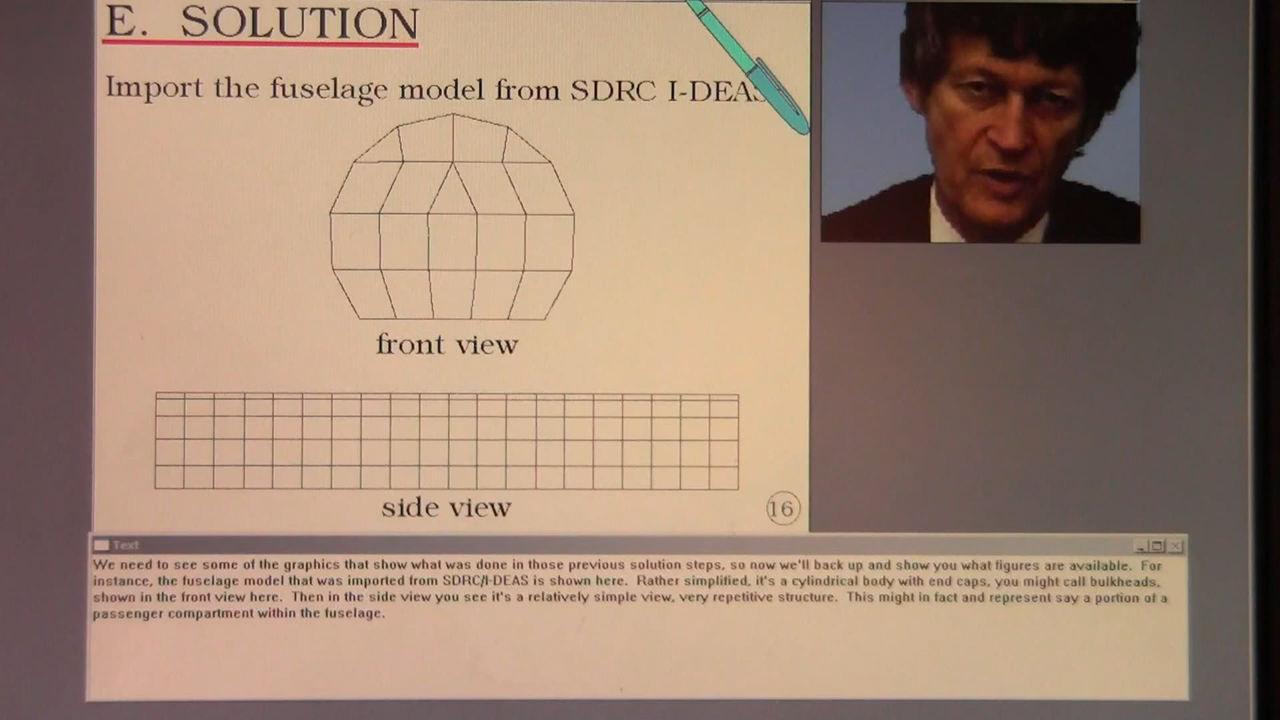 E. SOLUTION
Import the fuselage model from SDRC I-DEAS
front view
side view
16
Text
We need to see some of the graphics that show what was done in those previous solution steps, so now we'll back up and show you what figures are available. For
instance, the fuselage model that was imported from SDRC/I-DEAS is shown here. Rather simplified, it's a cylindrical body with end caps, you might call bulkheads,
shown in the front view here. Then in the side view you see it's a relatively simple view, very repetitive structure. This might in fact and represent say a portion of a
passenger compartment within the fuselage.